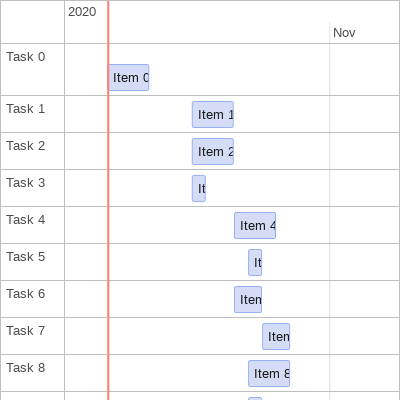 2020
Nov
Task 0
Item 0
Task 1
Item 1
Task 2
Item 2
Task 3
It
Task 4
Item 4
Task 5
It
Task 6
Item
Task 7
Item
Task 8
Item 8